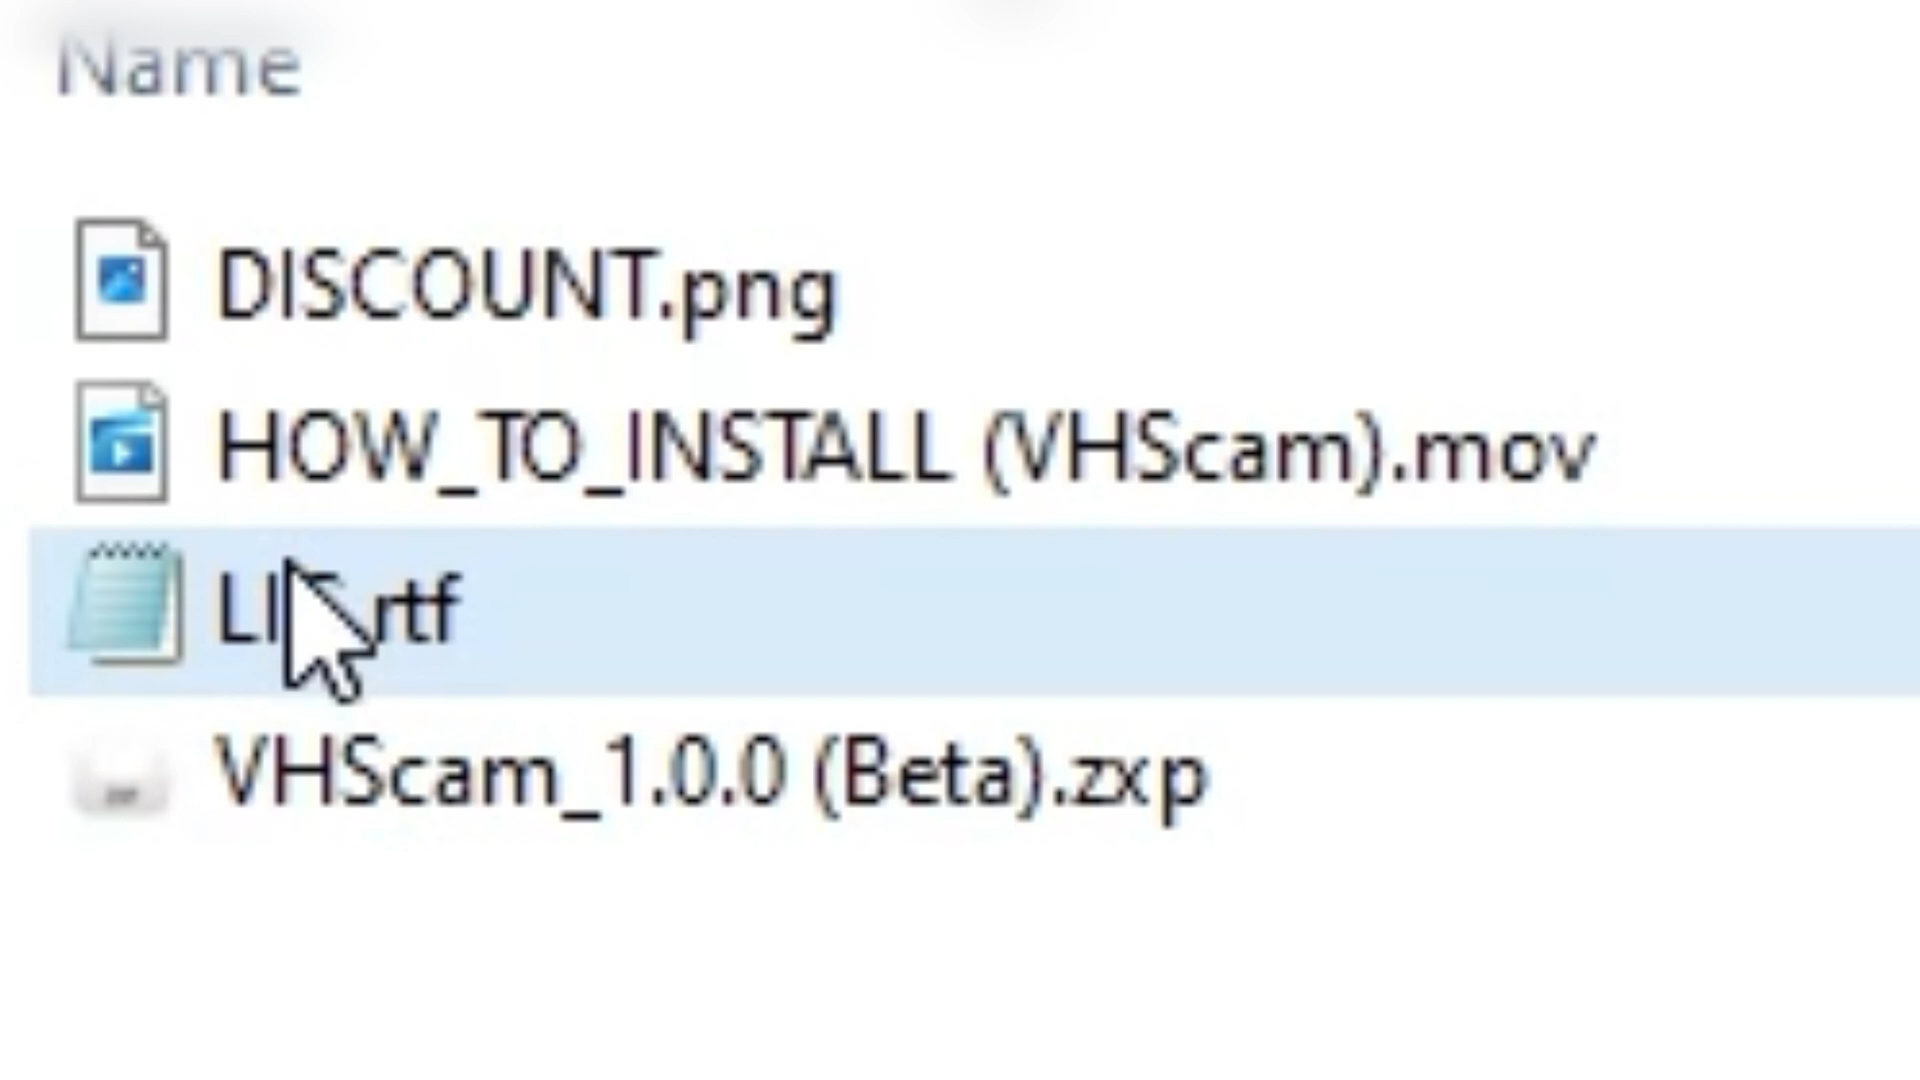 Name
DISCOUNT.png
HOW_TO_INSTALL (VHScam).mov
VHScam_1.0.0 (Beta).zxp